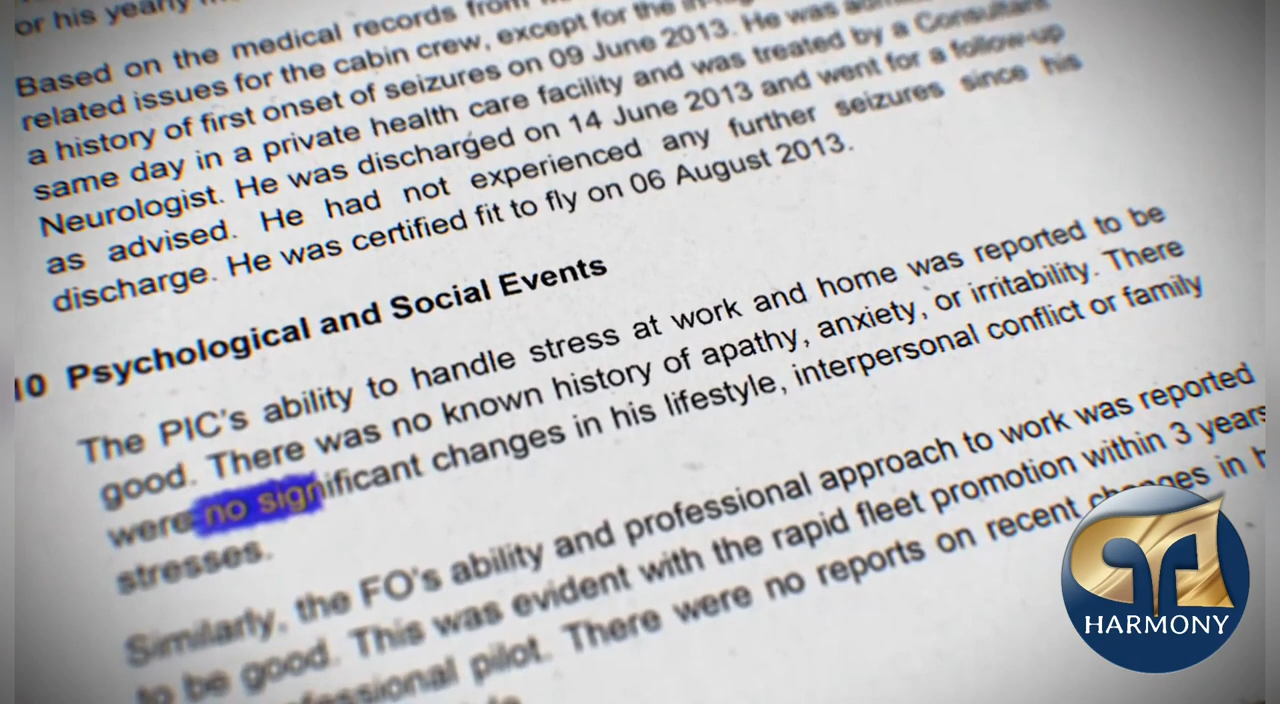 or his yearly
Based on the medical records from
related issues for the cabin crew, except for the
a history of first onset of seizures on 09 June 2013. He was
same day in a private health care facility and was treated by a Consultant
Neurologist. He was discharged on 14 June 2013 and went for a follow-up
as advised. He had not experienced any further seizures since his
discharge. He was certified fit to fly on 06 August 2013.
10 Psychological and Social Events
The PIC's ability to handle stress at work and home was reported to be
good. There was no known history of apathy, anxiety, or irritability. There
were no significant changes in his lifestyle, interpersonal conflict or family
stresses.
Similarly, the FO's ability and professional approach to work was reported
to be good. This was evident with the rapid fleet promotion within 3 years
pilot. There were no reports on recent changes in
HARMONY